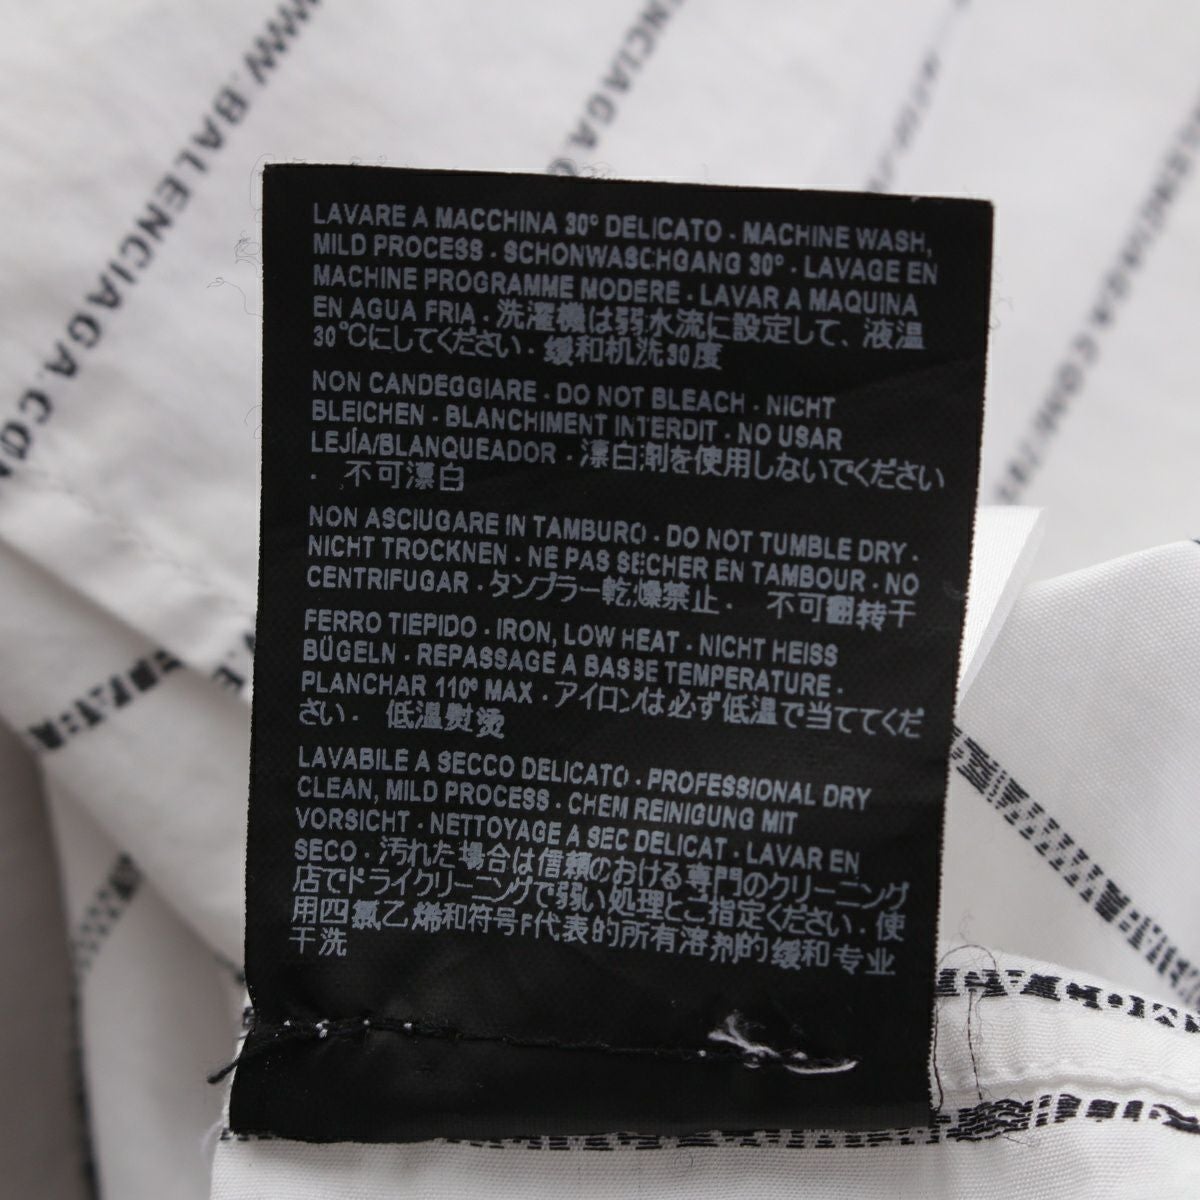 WWW.BALENCIAGA.CO
NCIAGA.CO
LAVARE A MACCHINA 30° DELICATO - MACHINE WASH,
MILD PROCESS - SCHONWASCHGANG 30° - LAVAGE EN
MACHINE PROGRAMME MODERE - LAVAR A MAQUINA
EN AGUA FRIA - 洗濯機は弱水流に設定して、液温
30℃にしてください - 缓和机洗30度
NON CANDEGGIARE - DO NOT BLEACH - NICHT
BLEICHEN - BLANCHIMENT INTERDIT - NO USAR
LEJÍA/BLANQUEADOR - 漂白剤を使用しないでください
- 不可漂白
NON ASCIUGARE IN TAMBURO - DO NOT TUMBLE DRY -
NICHT TROCKNEN - NE PAS SECHER EN TAMBOUR - NO
CENTRIFUGAR - タンブラー乾燥禁止 - 不可翻转干
FERRO TIEPIDO - IRON, LOW HEAT - NICHT HEISS
BÜGELN - REPASSAGE A BASSE TEMPERATURE -
PLANCHAR 110° MAX - アイロンは必ず低温で当ててくだ
さい - 低温熨烫
LAVABILE A SECCO DELICATO - PROFESSIONAL DRY
CLEAN, MILD PROCESS - CHEM REINIGUNG MIT
VORSICHT - NETTOYAGE A SEC DELICAT - LAVAR EN
SECO - 汚れた場合は信頼のおける専門のクリーニング
店でドライクリーニングで弱い処理とご指定ください - 使
用四氯乙烯和符号F代表的所有溶剂的缓和专业
干洗